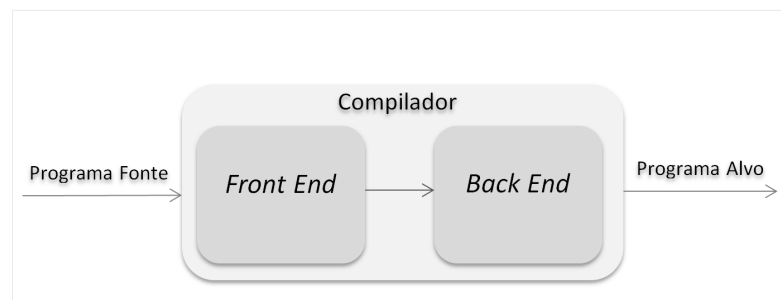 Compilador
Programa Fonte
Front End
Back End
Programa Alvo